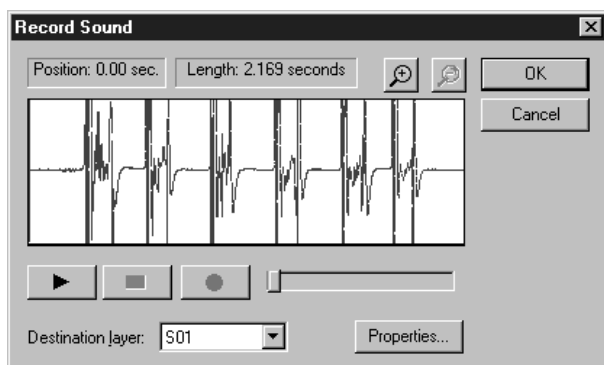 Record Sound
Position: 0.00 sec.
Length: 2.169 seconds
OK
Cancel
Destination layer:
S01
Properties...